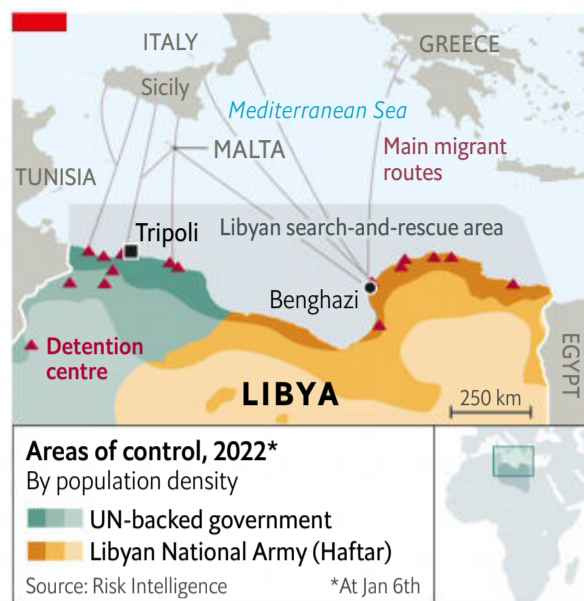 ITALY
GREECE
Sicily
Mediterranean Sea
MALTA
Main migrant
routes
TUNISIA
Tripoli
Libyan search-and-rescue area
Benghazi
Detention
centre
EGYPT
LIBYA
250 km
Areas of control, 2022*
By population density
UN-backed government
Libyan National Army (Haftar)
Source: Risk Intelligence
*At Jan 6th